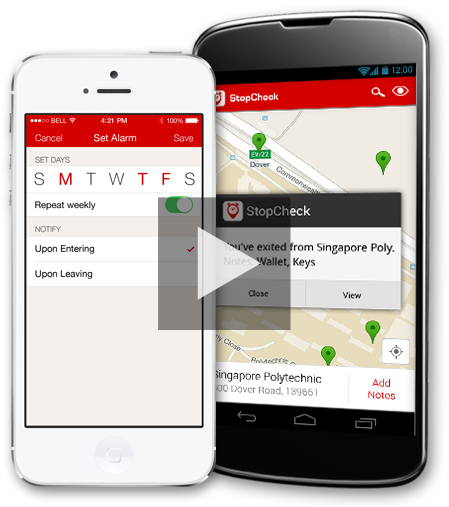 BELL 4:21 PM 100%
Cancel Set Alarm Save
SET DAYS
S M T W T F S
Repeat weekly
NOTIFY
Upon Entering
Upon Leaving
12:00
StopCheck
EW22
Dover
Commonwealth
StopCheck
You've exited from Singapore Poly.
Notes: Wallet, Keys
Close View
Close
Polytechnic
Singapore Polytechnic
500 Dover Road, 139651
Add
Notes